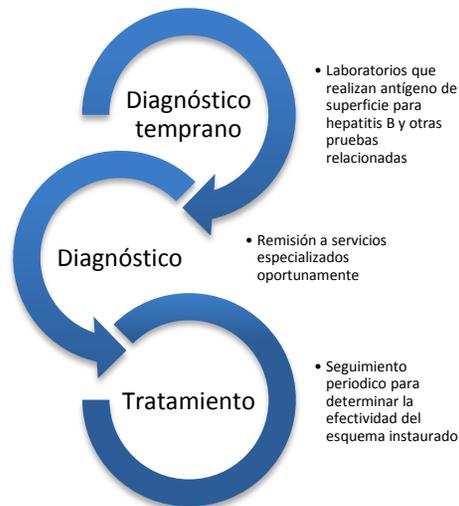 Diagnóstico
temprano
• Laboratorios que
realizan antígeno de
superficie para
hepatitis B y otras
pruebas
relacionadas
Diagnóstico
• Remisión a servicios
especializados
oportunamente
Tratamiento
• Seguimiento
periodico para
determinar la
efectividad del
esquema instaurado